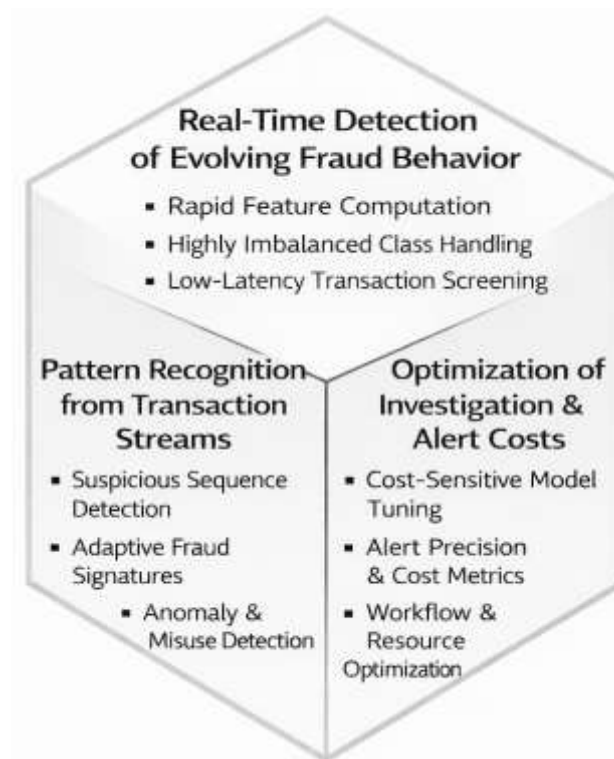 Real-Time Detection
of Evolving Fraud Behavior
▪ Rapid Feature Computation
▪ Highly Imbalanced Class Handling
▪ Low-Latency Transaction Screening
Pattern Recognition
from Transaction
Streams
▪ Suspicious Sequence
Detection
▪ Adaptive Fraud
Signatures
▪ Anomaly &
Misuse Detection
Optimization of
Investigation &
Alert Costs
▪ Cost-Sensitive Model
Tuning
▪ Alert Precision
& Cost Metrics
▪ Workflow &
Resource
Optimization